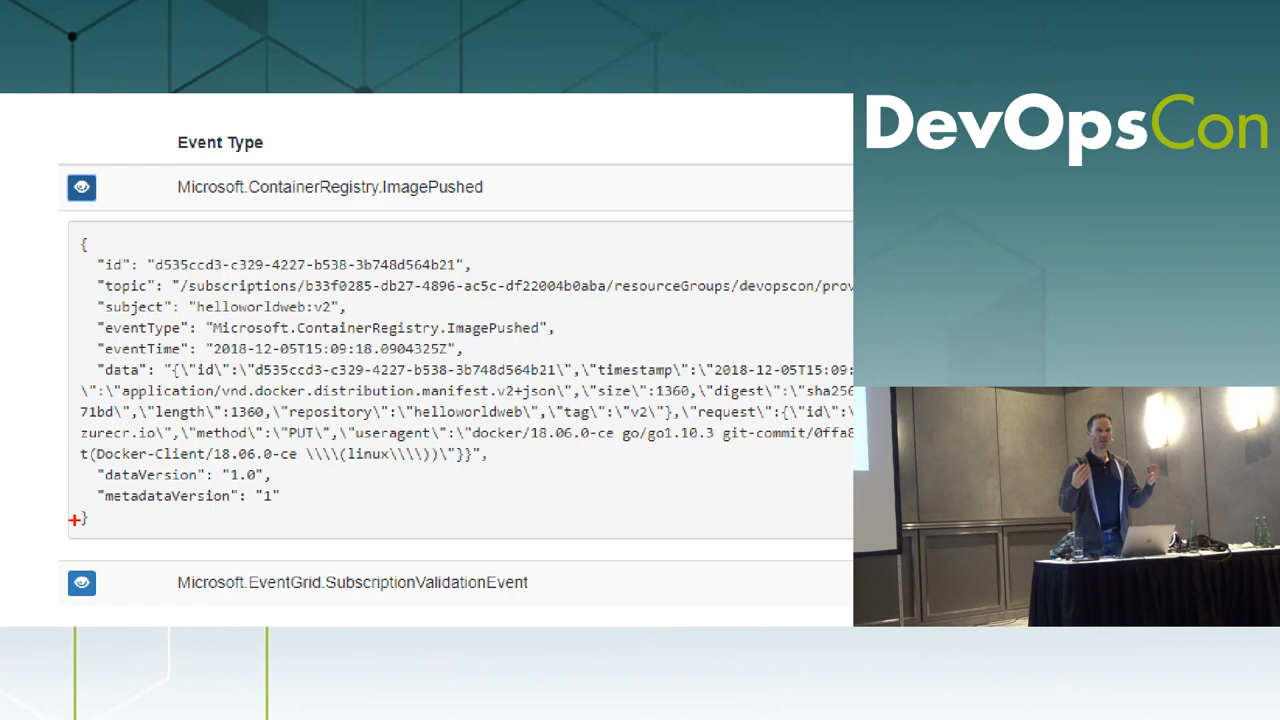 DevOpsCon
Event Type
Microsoft.ContainerRegistry.ImagePushed
{
"id": "d535ccd3-c329-4227-b538-3b748d564b21",
"topic": "/subscriptions/b33f0285-db27-4896-ac5c-df22004b0aba/resourceGroups/devopscon/prov
"subject": "helloworldweb:v2",
"eventType": "Microsoft.ContainerRegistry.ImagePushed",
"eventTime": "2018-12-05T15:09:18.0904325Z",
"data": "{\"id\":\"d535ccd3-c329-4227-b538-3b748d564b21\",\"timestamp\":\"2018-12-05T15:09:
\":\"application/vnd.docker.distribution.manifest.v2+json\",\"size\":1360,\"digest\":\"sha256
71bd\",\"length\":1360,\"repository\":\"helloworldweb\",\"tag\":\"v2\"},\"request\":{\"id\":\
zurecr.io\",\"method\":\"PUT\",\"useragent\":\"docker/18.06.0-ce go/go1.10.3 git-commit/0ffa8
t(Docker-Client/18.06.0-ce \\\\(linux\\\\))\"}}",
"dataVersion": "1.0",
"metadataVersion": "1"
}
Microsoft.EventGrid.SubscriptionValidationEvent